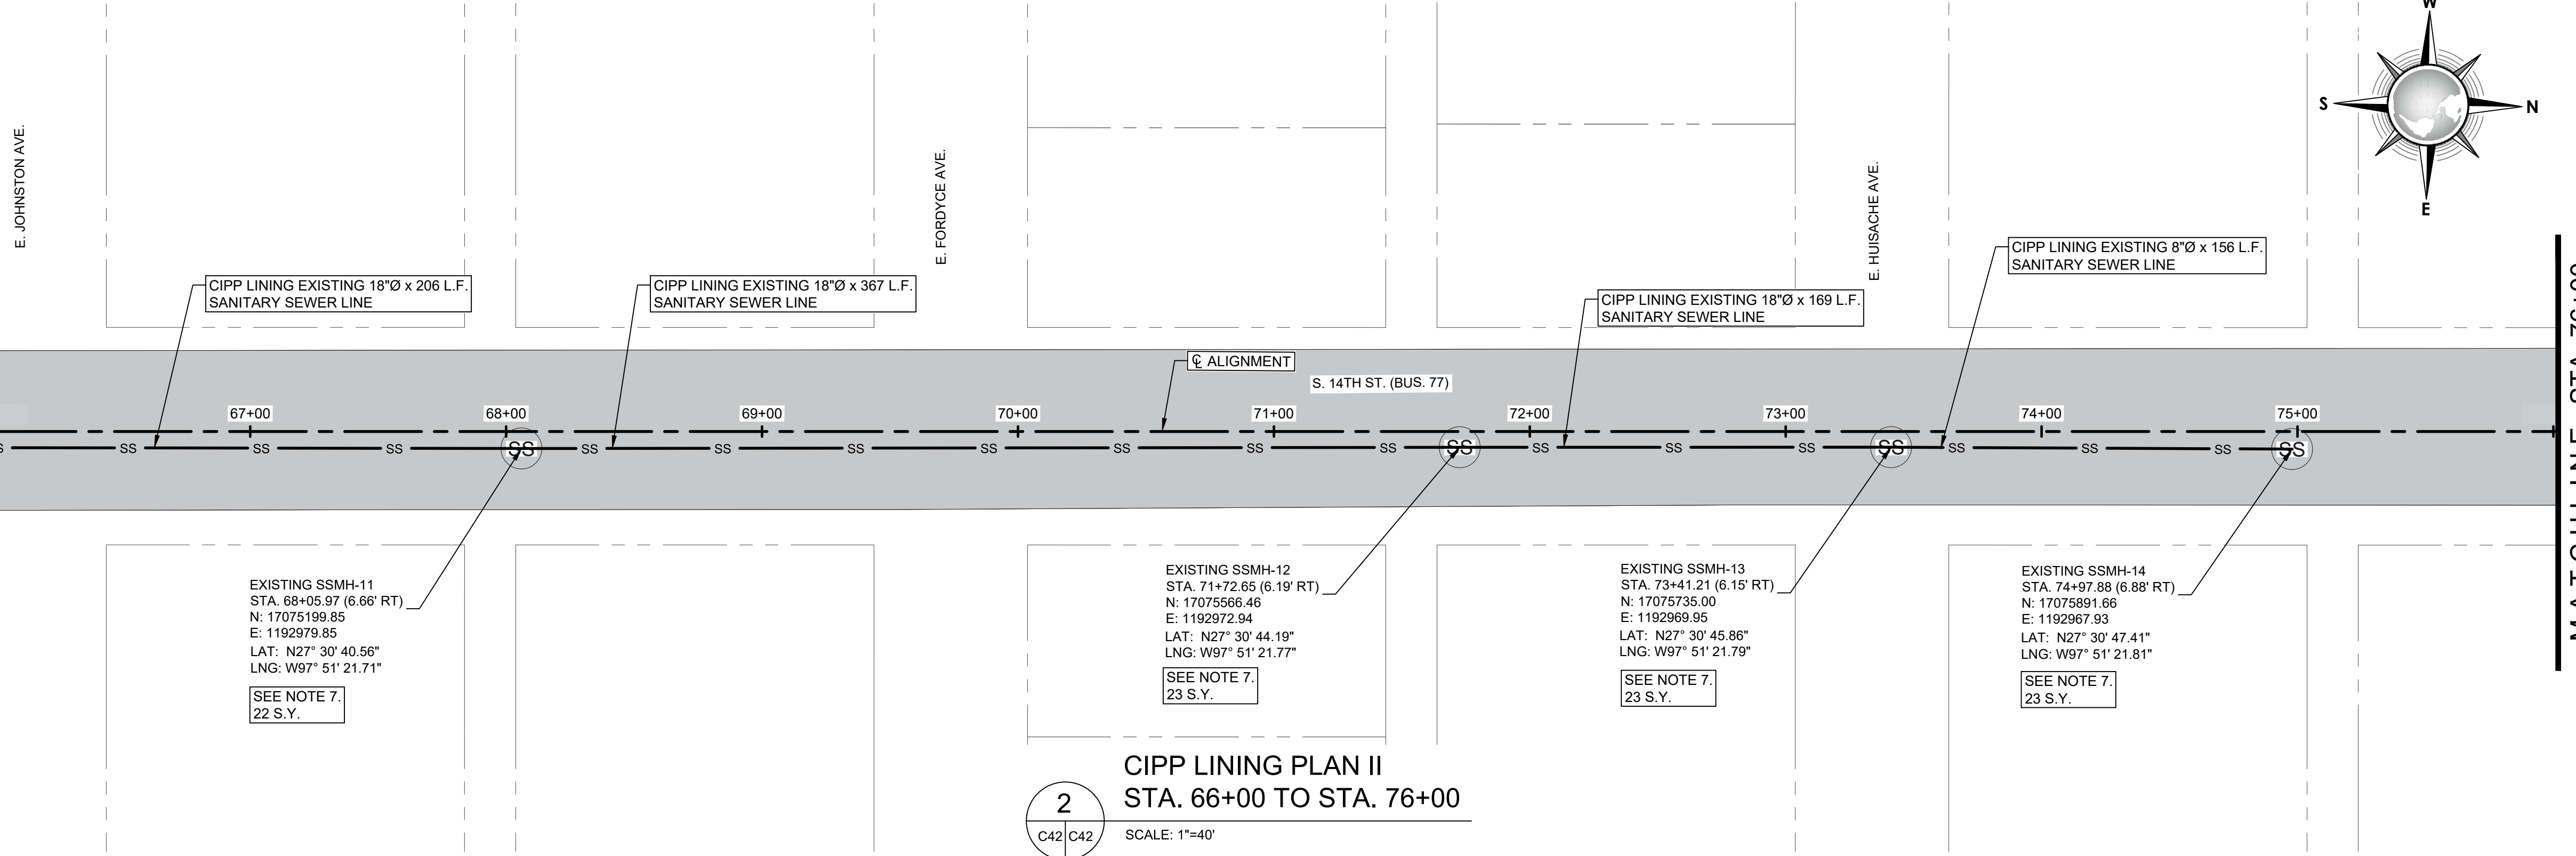 W
S
N
E
E. JOHNSTON AVE.
E. FORDYCE AVE.
E. HUISACHE AVE.
CIPP LINING EXISTING 18"Ø x 206 L.F.
SANITARY SEWER LINE
CIPP LINING EXISTING 18"Ø x 367 L.F.
SANITARY SEWER LINE
CIPP LINING EXISTING 18"Ø x 169 L.F.
SANITARY SEWER LINE
CIPP LINING EXISTING 8"Ø x 156 L.F.
SANITARY SEWER LINE
℄ ALIGNMENT
S. 14TH ST. (BUS. 77)
67+00
68+00
69+00
70+00
71+00
72+00
73+00
74+00
75+00
SS SS SS SS SS SS SS SS SS SS SS SS SS SS SS SS SS SS SS SS
EXISTING SSMH-11
STA. 68+05.97 (6.66' RT)
N: 17075199.85
E: 1192979.85
LAT: N27° 30' 40.56"
LNG: W97° 51' 21.71"
SEE NOTE 7.
22 S.Y.
EXISTING SSMH-12
STA. 71+72.65 (6.19' RT)
N: 17075566.46
E: 1192972.94
LAT: N27° 30' 44.19"
LNG: W97° 51' 21.77"
SEE NOTE 7.
23 S.Y.
EXISTING SSMH-13
STA. 73+41.21 (6.15' RT)
N: 17075735.00
E: 1192969.95
LAT: N27° 30' 45.86"
LNG: W97° 51' 21.79"
SEE NOTE 7.
23 S.Y.
EXISTING SSMH-14
STA. 74+97.88 (6.88' RT)
N: 17075891.66
E: 1192967.93
LAT: N27° 30' 47.41"
LNG: W97° 51' 21.81"
SEE NOTE 7.
23 S.Y.
2
C42 C42
CIPP LINING PLAN II
STA. 66+00 TO STA. 76+00
SCALE: 1"=40'